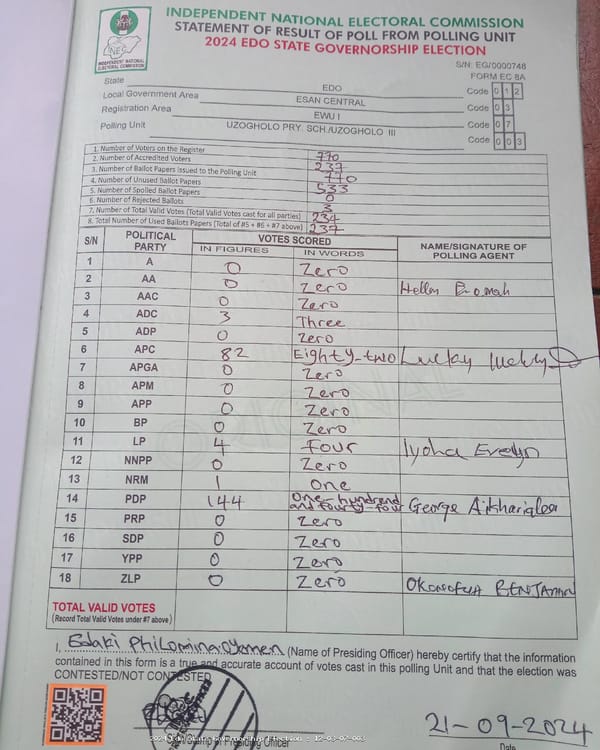 INDEPENDENT NATIONAL ELECTORAL COMMISSION
STATEMENT OF RESULT OF POLL FROM POLLING UNIT
2024 EDO STATE GOVERNORSHIP ELECTION
INEC
INDEPENDENT NATIONAL ELECTORAL COMMISSION
S/N: EG/0000748
FORM EC 8A
State EDO Code 0 1 2
Local Government Area ESAN CENTRAL Code 0 3
Registration Area EWU I Code 0 7
Polling Unit UZOGHOLO PRY. SCH./UZOGHOLO III Code 0 0 3
1. Number of Voters on the Register 770
2. Number of Accredited Voters 237
3. Number of Ballot Papers issued to the Polling Unit 770
4. Number of Unused Ballot Papers 533
5. Number of Spoiled Ballot Papers 0
6. Number of Rejected Ballots 3
7. Number of Total Valid Votes (Total Valid Votes cast for all parties) 234
8. Total Number of Used Ballots Papers (Total of #5 + #6 + #7 above) 237
S/N POLITICAL PARTY VOTES SCORED NAME/SIGNATURE OF POLLING AGENT
IN FIGURES IN WORDS
1 A 0 Zero
2 AA 0 Zero Hellen
3 AAC 0 Zero
4 ADC 3 Three
5 ADP 0 Zero
6 APC 82 Eighty-two Lucky lucky
7 APGA 0 Zero
8 APM 0 Zero
9 APP 0 Zero
10 BP 0 Zero
11 LP 4 Four Iyoha Evelyn
12 NNPP 0 Zero
13 NRM 1 One
14 PDP 144 One-hundrend and fourty-four George
15 PRP 0 Zero
16 SDP 0 Zero
17 YPP 0 Zero
18 ZLP 0 Zero OKONOFUA BENJAMIN
TOTAL VALID VOTES
(Record Total Valid Votes under #7 above)
I, Edaki (Name of Presiding Officer) hereby certify that the information
contained in this form is a true and accurate account of votes cast in this polling Unit and that the election was
CONTESTED/NOT CONTESTED
2024 Edo State Governorship Election - 12-03-07-003
Presiding Officer
21-09-2024
Date